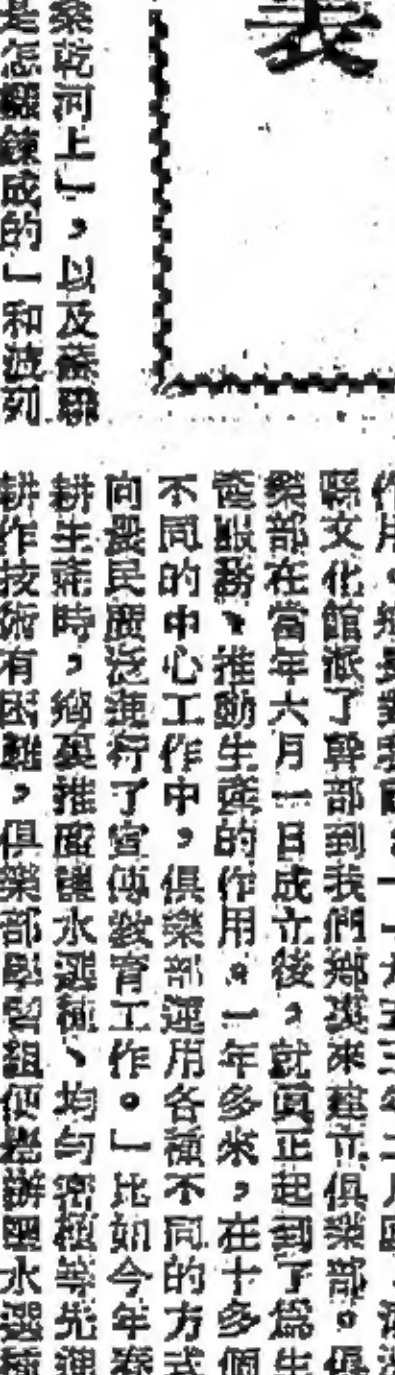 表
桑乾河上」，以及蘇聯
是怎樣鍊成的」和波列
縣文化館派了幹部到我們鄉裏來建立俱樂部。俱
樂部在當年六月一日成立後，就真正起到了爲生
產服務、推動生產的作用。一年多來，在十多個
不同的中心工作中，俱樂部運用各種不同的方式
向農民廣泛進行了宣傳教育工作。」比如今年春
耕生產時，鄉裏推廣鹽水選種、均勻密植等先進
耕作技術有困難，俱樂部學習組便舉辦鹽水選種